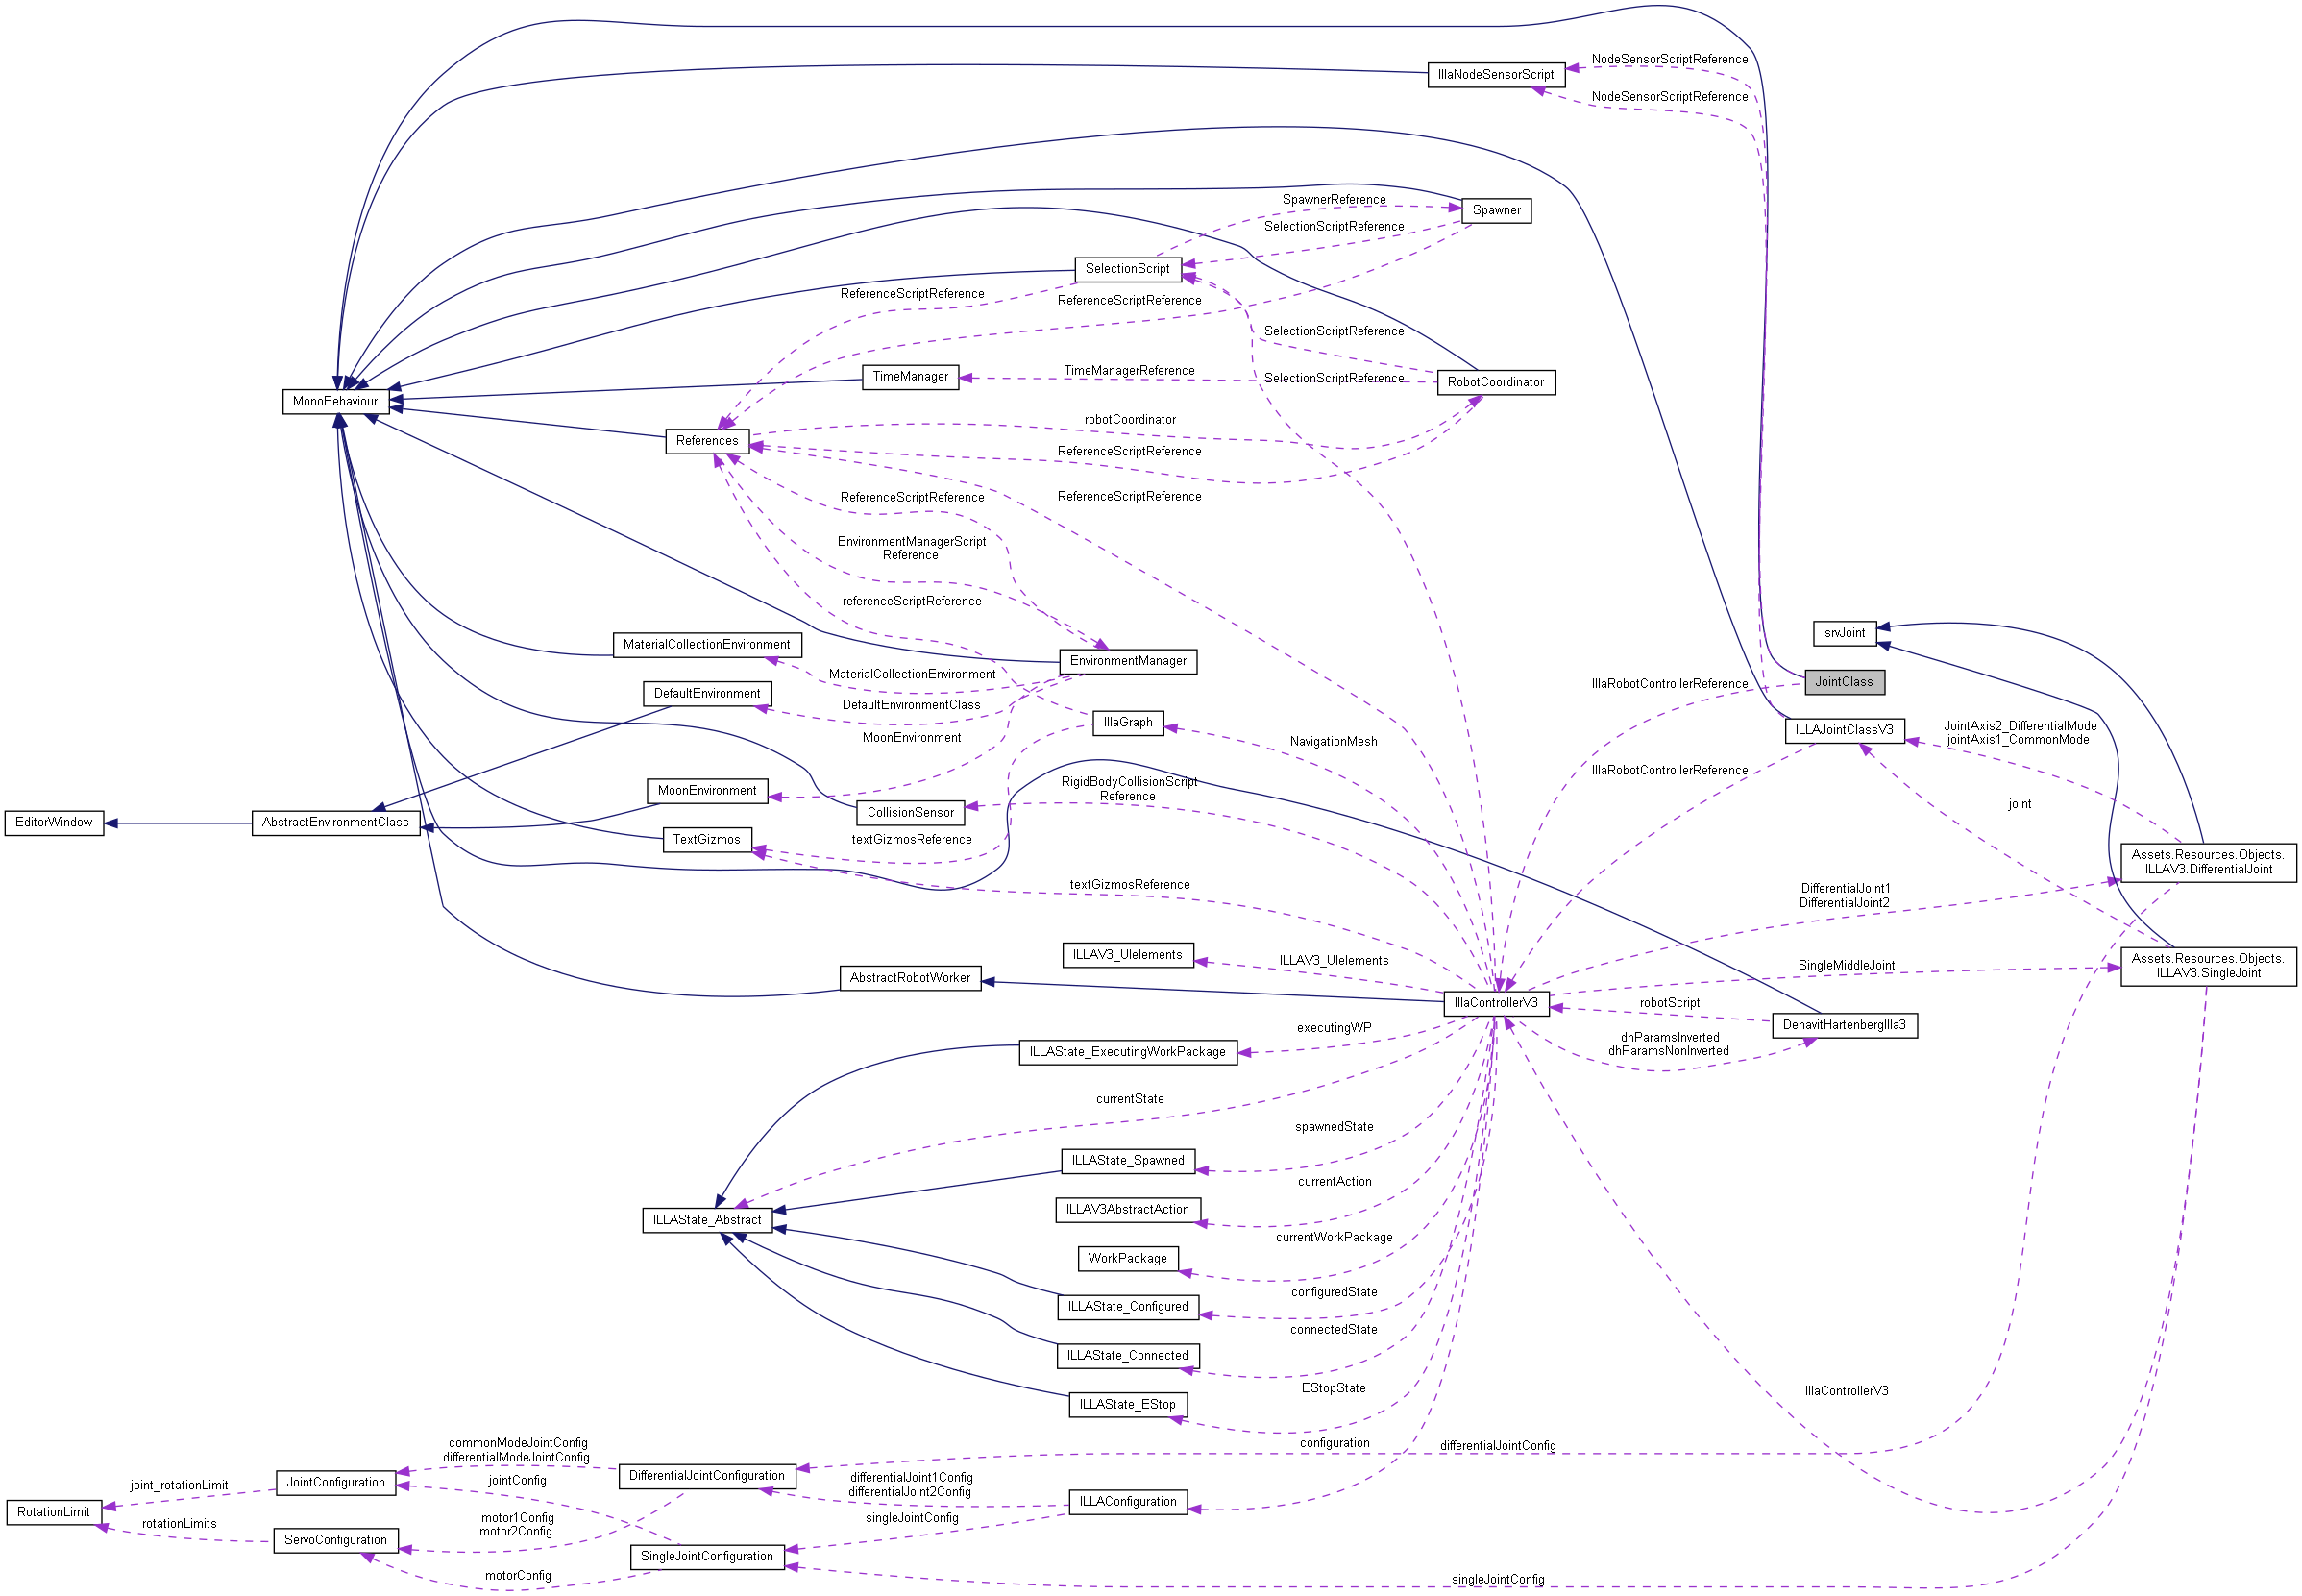 NodeSensorScriptReference
IllaNodeSensorScript
NodeSensorScriptReference
SpawnerReference
Spawner
SelectionScriptReference
SelectionScript
ReferenceScriptReference
ReferenceScriptReference
SelectionScriptReference
TimeManager
TimeManagerReference
SelectionScriptReference
RobotCoordinator
MonoBehaviour
robotCoordinator
References
ReferenceScriptReference
ReferenceScriptReference
ReferenceScriptReference
EnvironmentManagerScript
Reference
referenceScriptReference
srvJoint
MaterialCollectionEnvironment
EnvironmentManager
MaterialCollectionEnvironment
IllaRobotControllerReference
JointClass
DefaultEnvironment
DefaultEnvironmentClass
IllaGraph
JointAxis2_DifferentialMode
jointAxis1_CommonMode
ILLAJointClassV3
MoonEnvironment
NavigationMesh
IllaRobotControllerReference
RigidBodyCollisionScript
Reference
MoonEnvironment
joint
CollisionSensor
EditorWindow
AbstractEnvironmentClass
TextGizmos
textGizmosReference
Assets.Resources.Objects.
ILLAV3.DifferentialJoint
textGizmosReference
DifferentialJoint1
DifferentialJoint2
ILLAV3_UIelements
ILLAV3_UIelements
SingleMiddleJoint
Assets.Resources.Objects.
ILLAV3.SingleJoint
AbstractRobotWorker
IllaControllerV3
robotScript
DenavitHartenbergIlla3
executingWP
dhParamsInverted
dhParamsNonInverted
ILLAState_ExecutingWorkPackage
currentState
spawnedState
ILLAState_Spawned
currentAction
ILLAV3AbstractAction
ILLAState_Abstract
currentWorkPackage
WorkPackage
configuredState
ILLAState_Configured
connectedState
ILLAState_Connected
EStopState
ILLAState_EStop
IllaControllerV3
commonModeJointConfig
differentialModeJointConfig
configuration
differentialJointConfig
joint_rotationLimit
JointConfiguration
jointConfig
DifferentialJointConfiguration
differentialJoint1Config
differentialJoint2Config
ILLAConfiguration
RotationLimit
rotationLimits
motor1Config
motor2Config
singleJointConfig
ServoConfiguration
SingleJointConfiguration
motorConfig
singleJointConfig